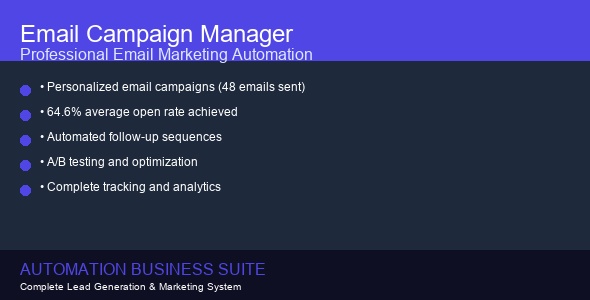 Email Campaign Manager
Professional Email Marketing Automation
• Personalized email campaigns (48 emails sent)
• 64.6% average open rate achieved
• Automated follow-up sequences
• A/B testing and optimization
• Complete tracking and analytics
AUTOMATION BUSINESS SUITE
Complete Lead Generation & Marketing System